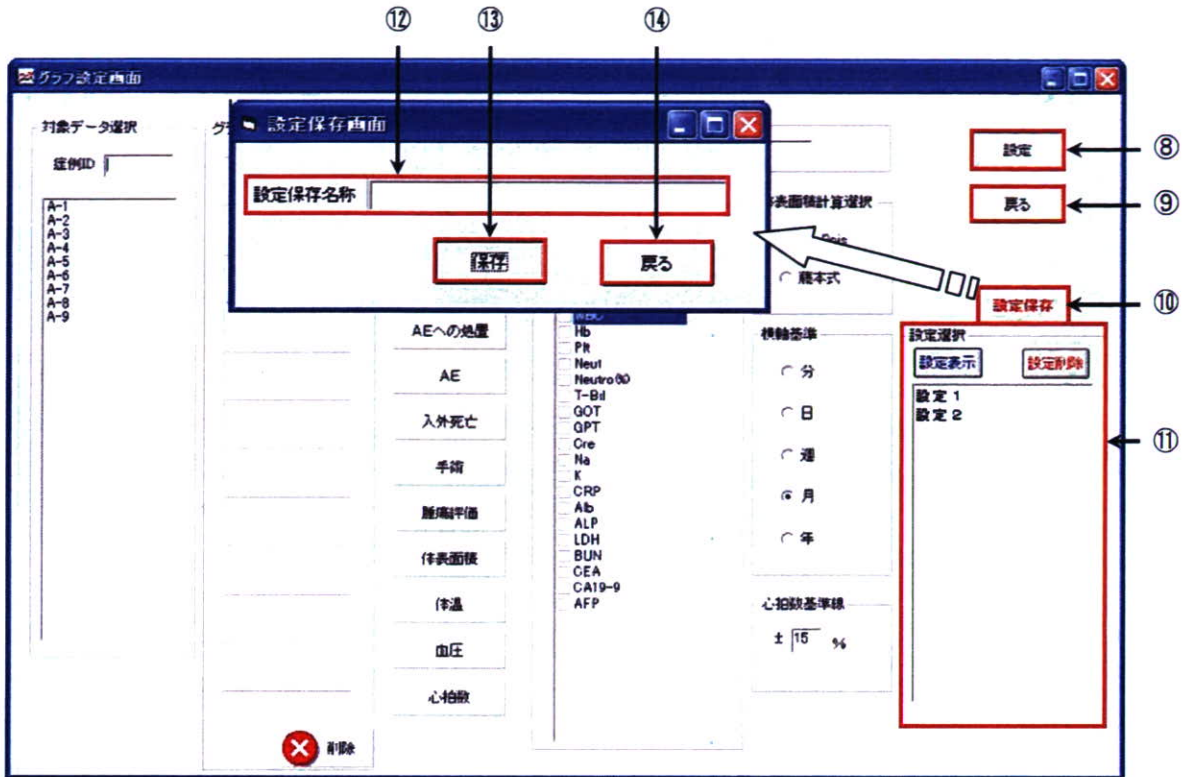 ⑫ ⑬ ⑭
グラフ設定画面
対象データ選択
症例ID
A-1
A-2
A-3
A-4
A-5
A-6
A-7
A-8
A-9
設定保存画面
設定保存名称
保存
戻る
AEへの処置
AE
入外死亡
手術
腫瘍評価
体表面積
体温
血圧
心拍数
削除
Hb
Plt
Neut
Neutro(%)
T-Bil
GOT
GPT
Cre
Na
K
CRP
Alb
ALP
LDH
BUN
CEA
CA19-9
AFP
表面積計算選択
藤本式
横軸基準
分
日
週
月
年
心拍数基準線
± 15 %
設定 ⑧
戻る ⑨
設定保存 ⑩
設定選択
設定表示 設定削除
設定 1
設定 2
⑪